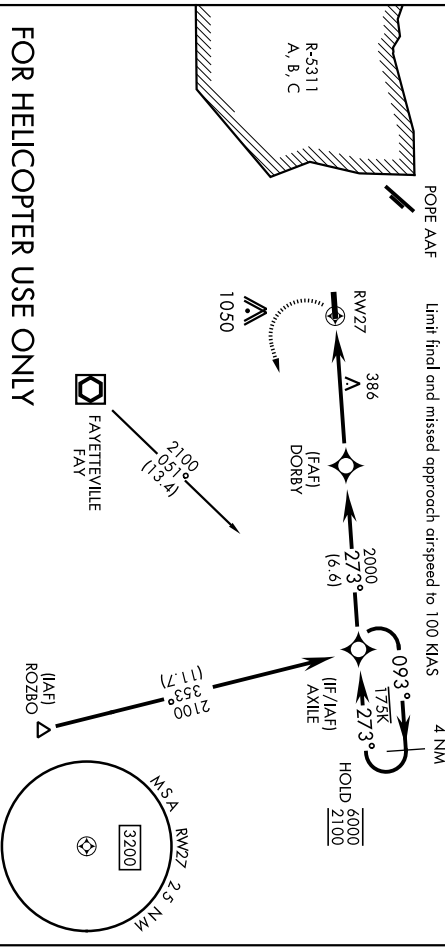 Limit final and missed approach airspeed to 100 KIAS
POPE AAF
R-5311
A, B, C
RW27
386
1050
(FAF)
DORBY
2000
273°
(6.6)
093°
4 NM
175K
273°
(IF/IAF)
AXILE
HOLD 6000
2100
FAYETTEVILLE
FAY
2100
051°
(13.4)
2100
353°
(11.7)
(IAF)
ROZBO
MSA RW27 25 NM
3200
FOR HELICOPTER USE ONLY